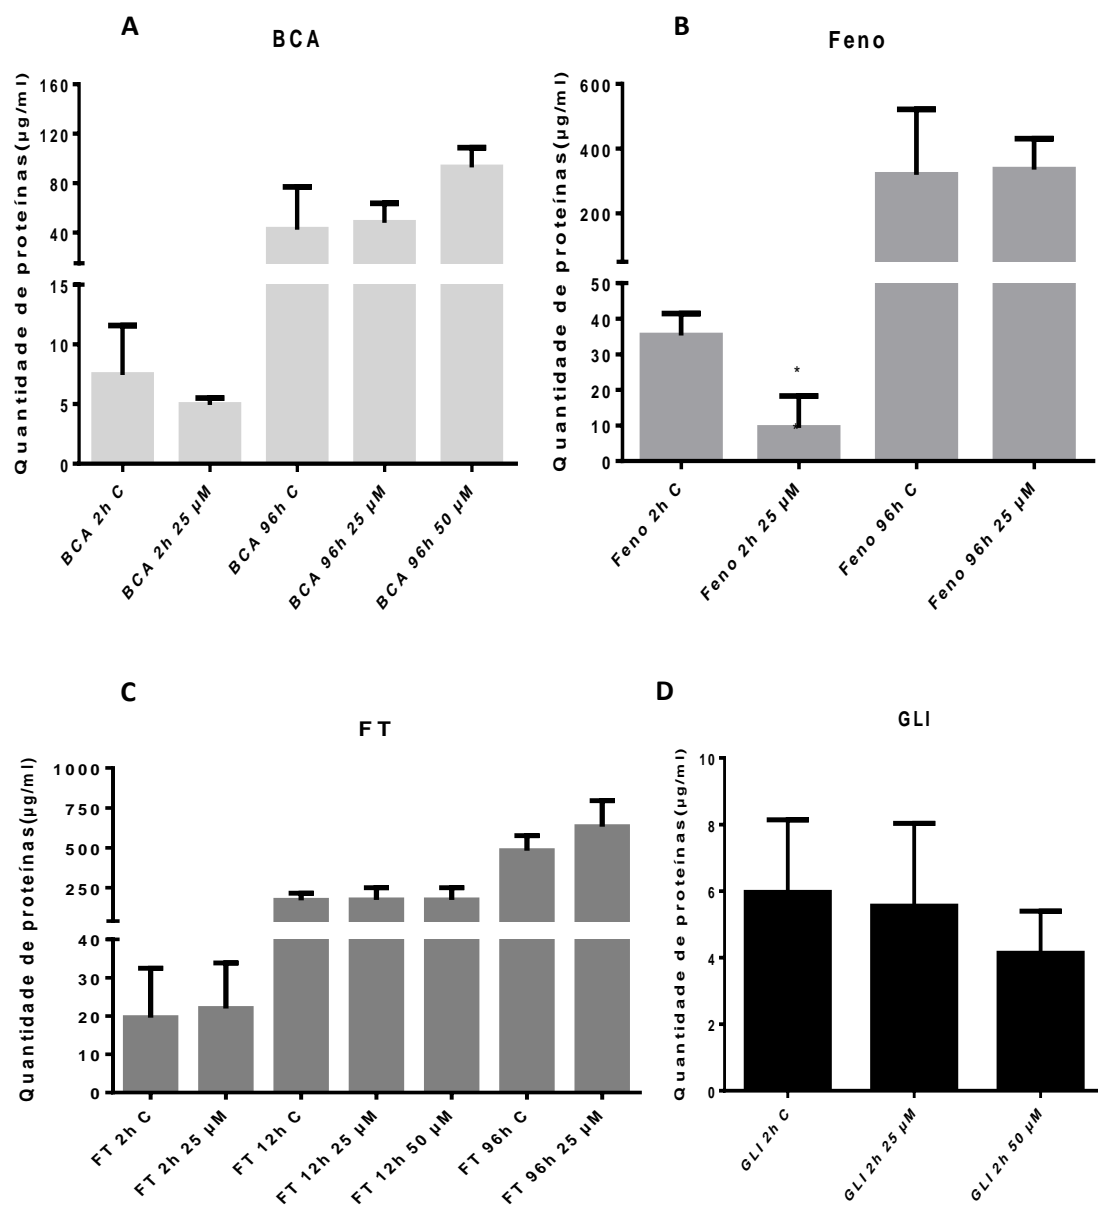 A
BCA
Quantidade de proteínas(µg/ml)
160
120
80
40
15
10
5
0
BCA 2h C
BCA 2h 25 µM
BCA 96h C
BCA 96h 25 µM
BCA 96h 50 µM
B
Feno
Quantidade de proteínas(µg/ml)
600
400
200
50
40
30
20
10
0
*
*
Feno 2h C
Feno 2h 25 µM
Feno 96h C
Feno 96h 25 µM
C
FT
Quantidade de proteínas(µg/ml)
1000
750
500
250
40
30
20
10
0
FT 2h C
FT 2h 25 µM
FT 12h C
FT 12h 25 µM
FT 12h 50 µM
FT 96h C
FT 96h 25 µM
D
GLI
Quantidade de proteínas(µg/ml)
10
8
6
4
2
0
GLI 2h C
GLI 2h 25 µM
GLI 2h 50 µM